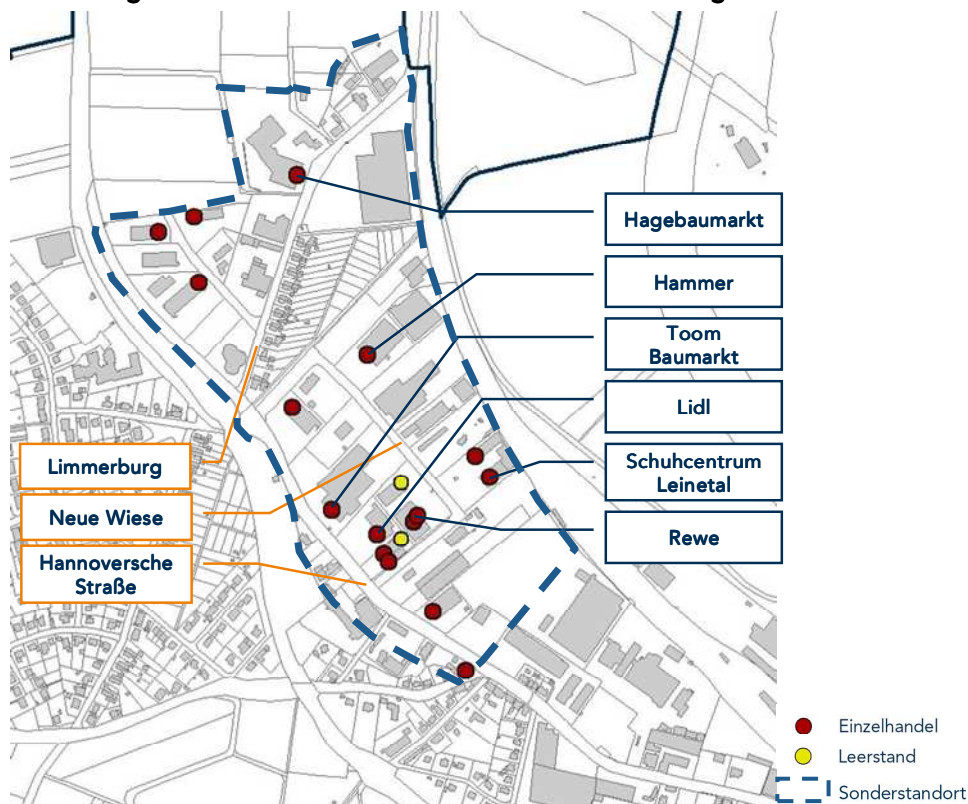 Hagebaumarkt
Hammer
Toom
Baumarkt
Lidl
Schuhcentrum
Leinetal
Rewe
Limmerburg
Neue Wiese
Hannoversche
Straße
Einzelhandel
Leerstand
Sonderstandort